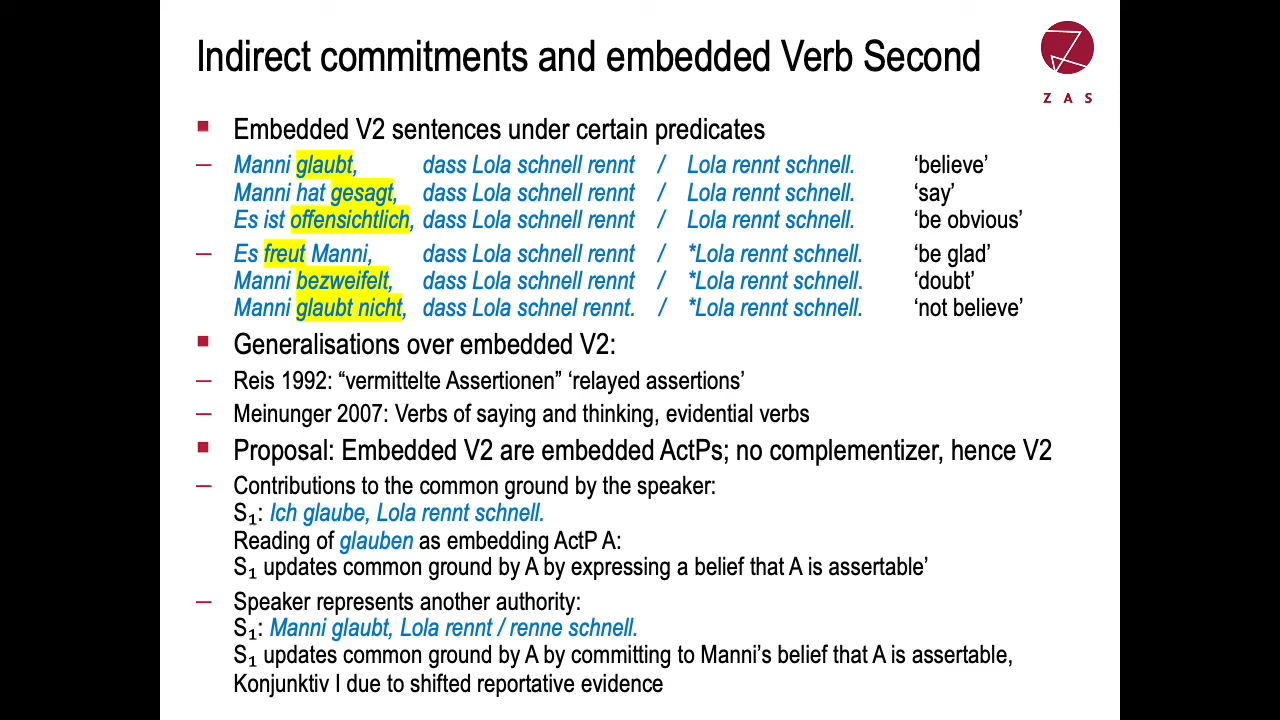 Indirect commitments and embedded Verb Second
Z A S
Embedded V2 sentences under certain predicates
– Manni glaubt, dass Lola schnell rennt / Lola rennt schnell. ‘believe’
Manni hat gesagt, dass Lola schnell rennt / Lola rennt schnell. ‘say’
Es ist offensichtlich, dass Lola schnell rennt / Lola rennt schnell. ‘be obvious’
– Es freut Manni, dass Lola schnell rennt / *Lola rennt schnell. ‘be glad’
Manni bezweifelt, dass Lola schnell rennt / *Lola rennt schnell. ‘doubt’
Manni glaubt nicht, dass Lola schnel rennt. / *Lola rennt schnell. ‘not believe’
Generalisations over embedded V2:
– Reis 1992: “vermittelte Assertionen” ‘relayed assertions’
– Meinunger 2007: Verbs of saying and thinking, evidential verbs
Proposal: Embedded V2 are embedded ActPs; no complementizer, hence V2
– Contributions to the common ground by the speaker:
S₁: Ich glaube, Lola rennt schnell.
Reading of glauben as embedding ActP A:
S₁ updates common ground by A by expressing a belief that A is assertable’
– Speaker represents another authority:
S₁: Manni glaubt, Lola rennt / renne schnell.
S₁ updates common ground by A by committing to Manni’s belief that A is assertable,
Konjunktiv I due to shifted reportative evidence